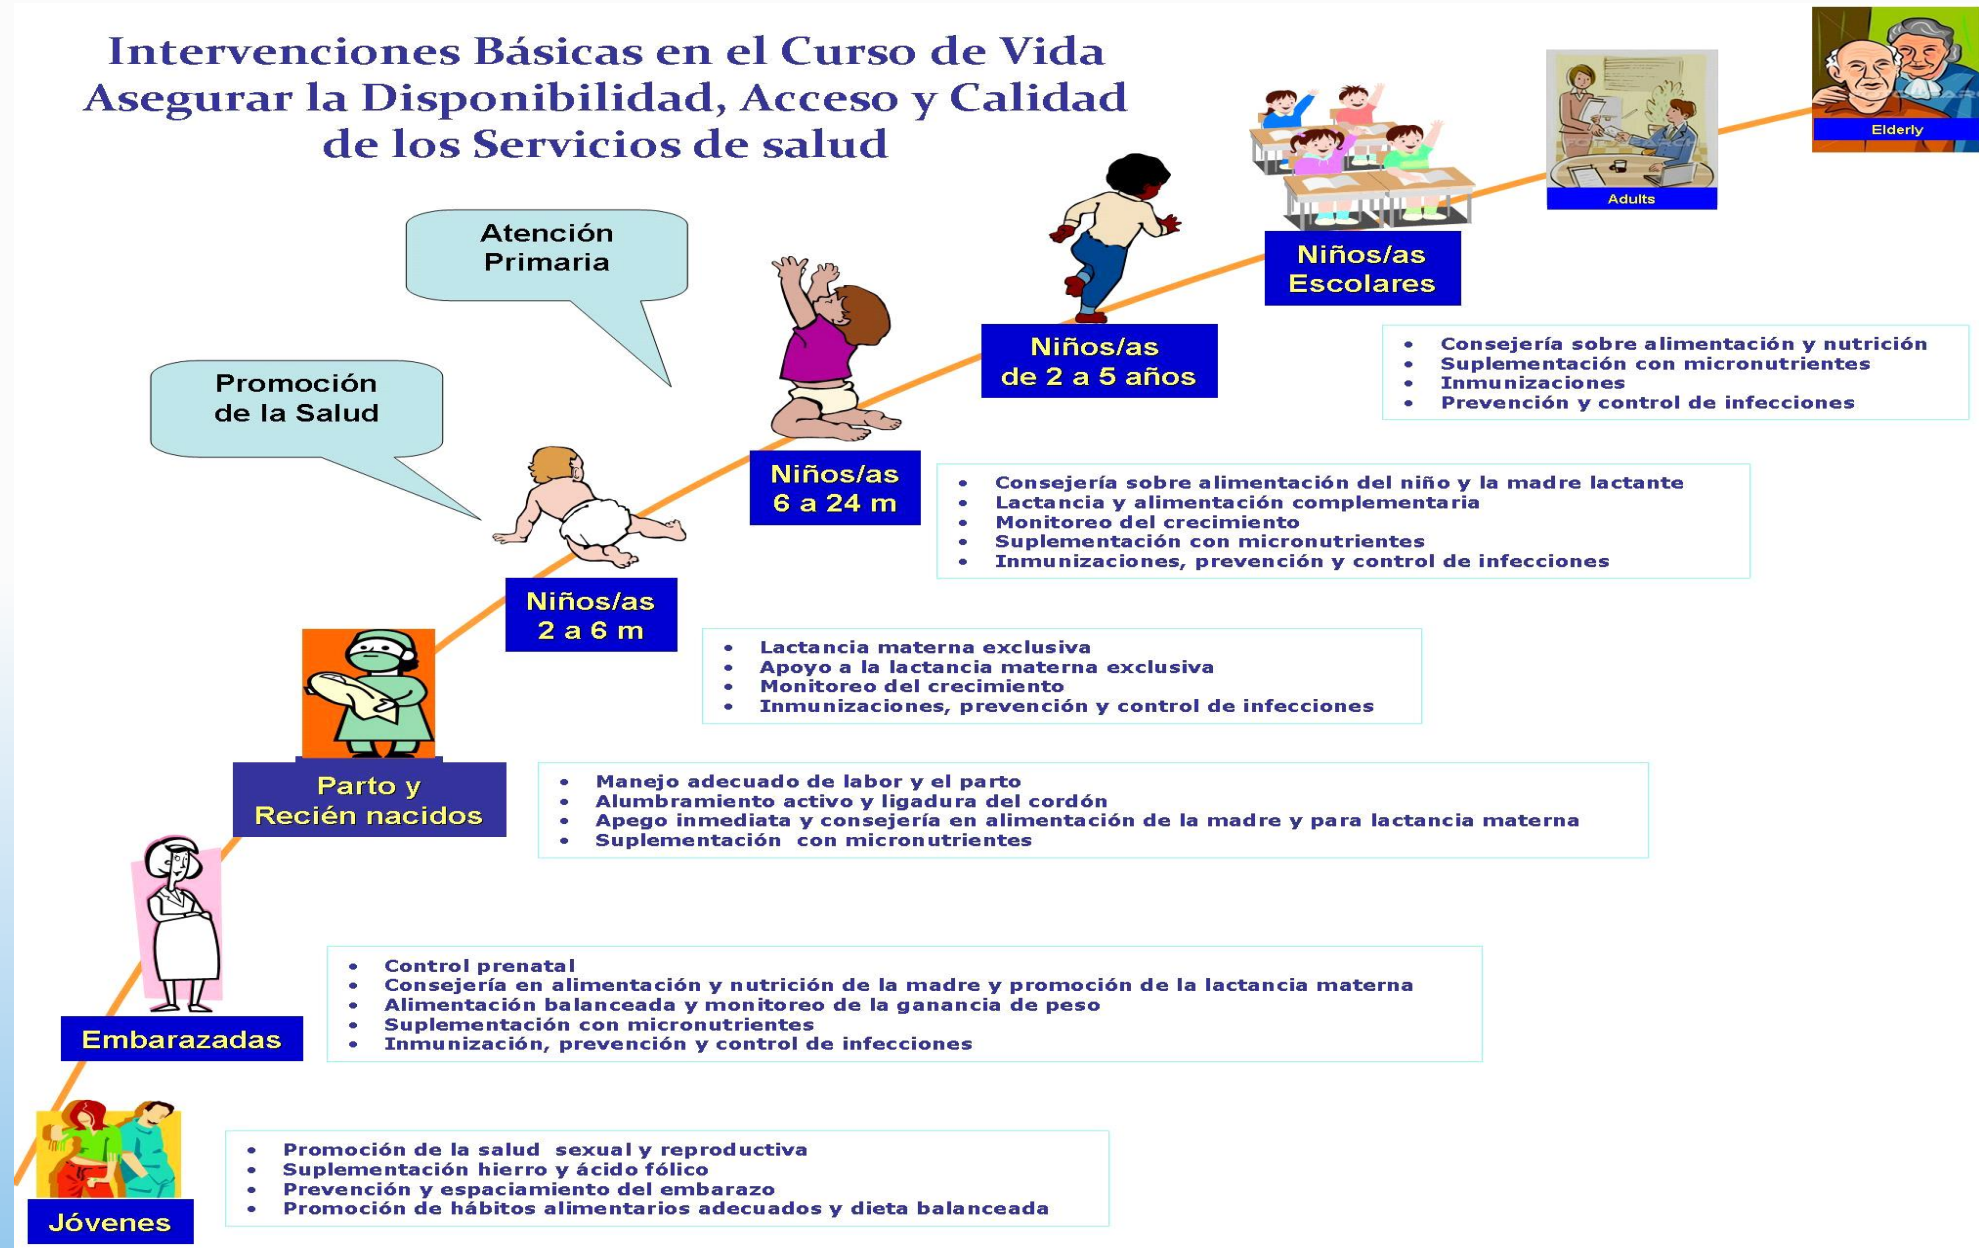 Intervenciones Básicas en el Curso de Vida
Asegurar la Disponibilidad, Acceso y Calidad
de los Servicios de salud
Elderly
Adults
Atención
Primaria
Niños/as
Escolares
Promoción
de la Salud
Niños/as
de 2 a 5 años
• Consejería sobre alimentación y nutrición
• Suplementación con micronutrientes
• Inmunizaciones
• Prevención y control de infecciones
Niños/as
6 a 24 m
• Consejería sobre alimentación del niño y la madre lactante
• Lactancia y alimentación complementaria
• Monitoreo del crecimiento
• Suplementación con micronutrientes
• Inmunizaciones, prevención y control de infecciones
Niños/as
2 a 6 m
• Lactancia materna exclusiva
• Apoyo a la lactancia materna exclusiva
• Monitoreo del crecimiento
• Inmunizaciones, prevención y control de infecciones
Parto y
Recién nacidos
• Manejo adecuado de labor y el parto
• Alumbramiento activo y ligadura del cordón
• Apego inmediata y consejería en alimentación de la madre y para lactancia materna
• Suplementación con micronutrientes
Embarazadas
• Control prenatal
• Consejería en alimentación y nutrición de la madre y promoción de la lactancia materna
• Alimentación balanceada y monitoreo de la ganancia de peso
• Suplementación con micronutrientes
• Inmunización, prevención y control de infecciones
Jóvenes
• Promoción de la salud sexual y reproductiva
• Suplementación hierro y ácido fólico
• Prevención y espaciamiento del embarazo
• Promoción de hábitos alimentarios adecuados y dieta balanceada